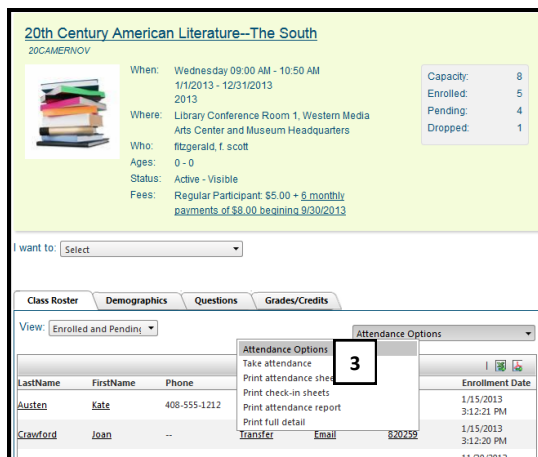 20th Century American Literature--The South
20CAMERNOV
When: Wednesday 09:00 AM - 10:50 AM
1/1/2013 - 12/31/2013
2013
Where: Library Conference Room 1, Western Media
Arts Center and Museum Headquarters
Who: fitzgerald, f. scott
Ages: 0 - 0
Status: Active - Visible
Fees: Regular Participant: $5.00 + 6 monthly
payments of $8.00 begining 9/30/2013
Capacity: 8
Enrolled: 5
Pending: 4
Dropped: 1
I want to: Select
Class Roster Demographics Questions Grades/Credits
View: Enrolled and Pending
Attendance Options
Attendance Options
Take attendance
Print attendance shee
Print check-in sheets
Print attendance report
Print full detail
3
LastName FirstName Phone Enrollment Date
Austen Kate 408-555-1212 1/15/2013
3:12:21 PM
Crawford Joan -- Transfer Email 820259 1/15/2013
3:12:20 PM